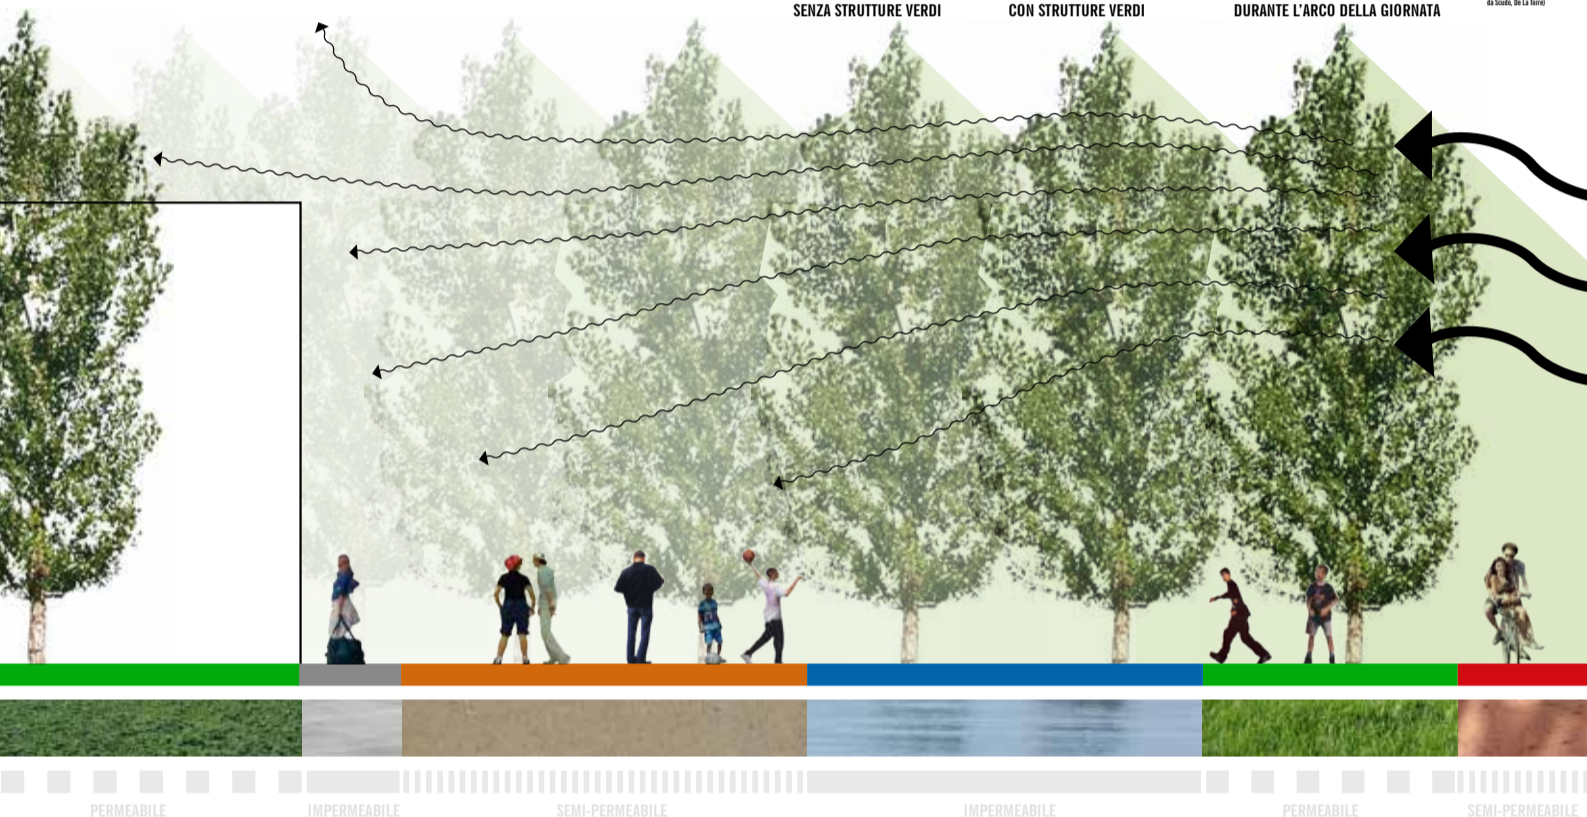 SENZA STRUTTURE VERDI
CON STRUTTURE VERDI
DURANTE L'ARCO DELLA GIORNATA
da Scudo, De La Torre)
PERMEABILE
IMPERMEABILE
SEMI-PERMEABILE
IMPERMEABILE
PERMEABILE
SEMI-PERMEABILE